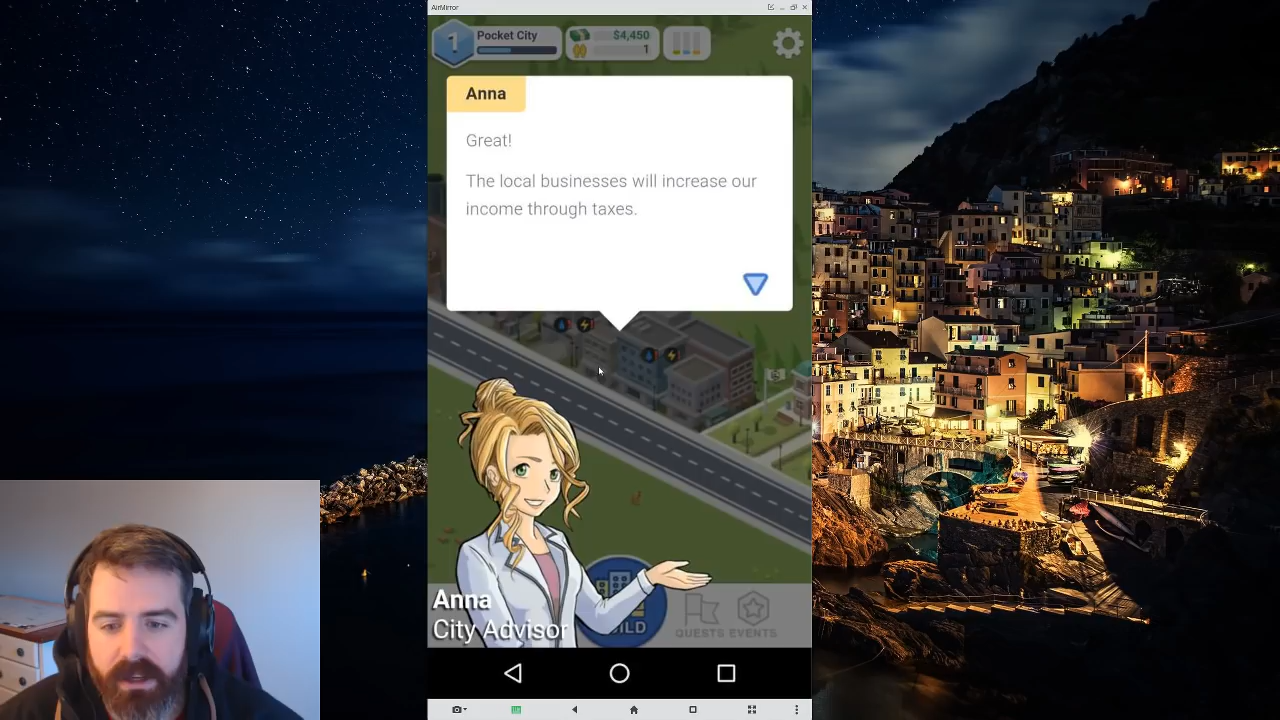 AirMirror
1
Pocket City
$4,450
1
Anna
Great!
The local businesses will increase our
income through taxes.
Anna
City Advisor
QUESTS EVENTS